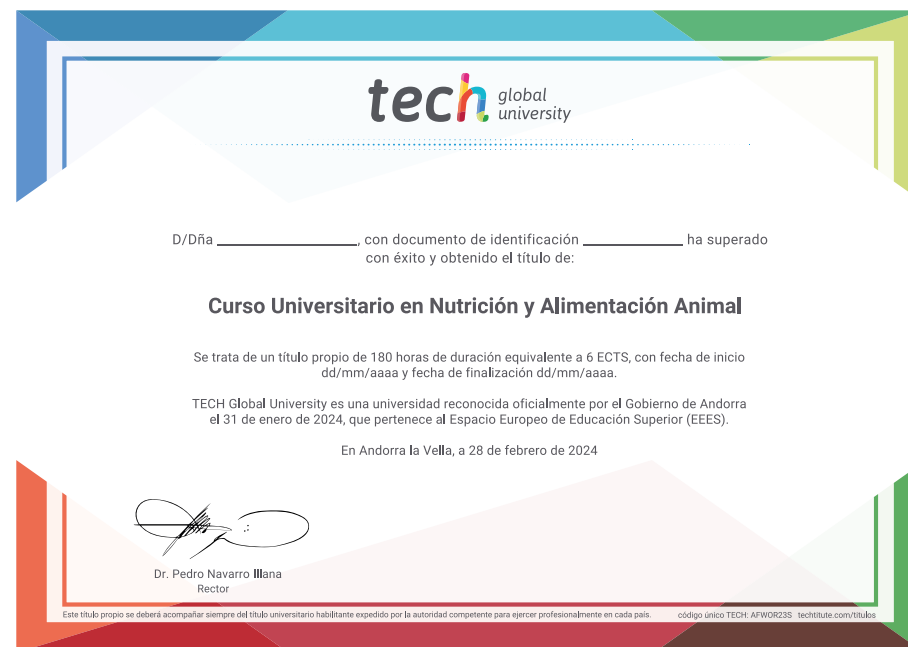 tech global university
D/Dña ____________________, con documento de identificación ______________ ha superado
con éxito y obtenido el título de:
Curso Universitario en Nutrición y Alimentación Animal
Se trata de un título propio de 180 horas de duración equivalente a 6 ECTS, con fecha de inicio
dd/mm/aaaa y fecha de finalización dd/mm/aaaa.
TECH Global University es una universidad reconocida oficialmente por el Gobierno de Andorra
el 31 de enero de 2024, que pertenece al Espacio Europeo de Educación Superior (EEES).
En Andorra la Vella, a 28 de febrero de 2024
Dr. Pedro Navarro Illana
Rector
Este título propio se deberá acompañar siempre del título universitario habilitante expedido por la autoridad competente para ejercer profesionalmente en cada país. código único TECH: AFWOR23S techtitute.com/titulos